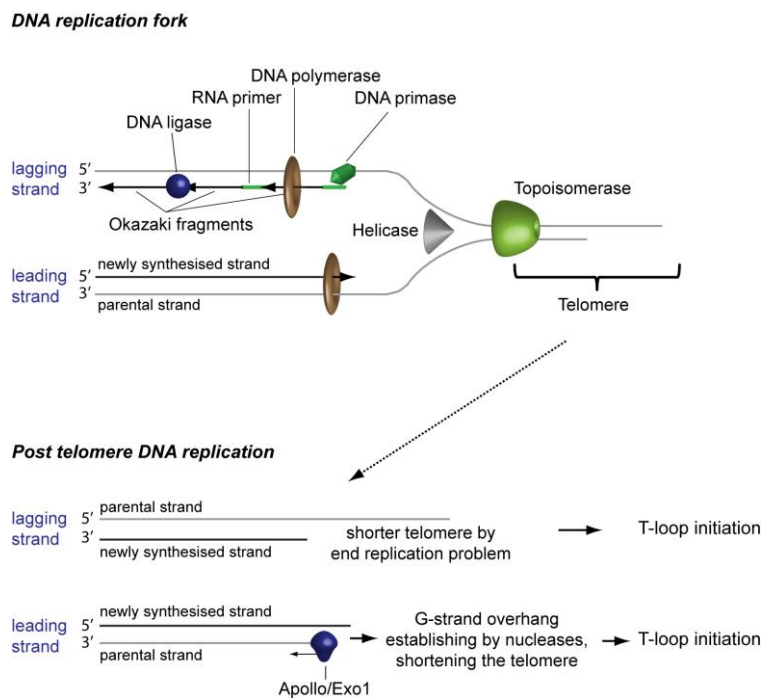 DNA replication fork
DNA polymerase
RNA primer
DNA primase
DNA ligase
lagging 5′
strand 3′
Topoisomerase
Okazaki fragments
Helicase
newly synthesised strand
leading 5′
strand 3′
parental strand
Telomere
Post telomere DNA replication
parental strand
lagging 5′
strand 3′
newly synthesised strand
shorter telomere by
end replication problem
T-loop initiation
newly synthesised strand
leading 5′
strand 3′
parental strand
G-strand overhang
establishing by nucleases,
shortening the telomere
T-loop initiation
Apollo/Exo1